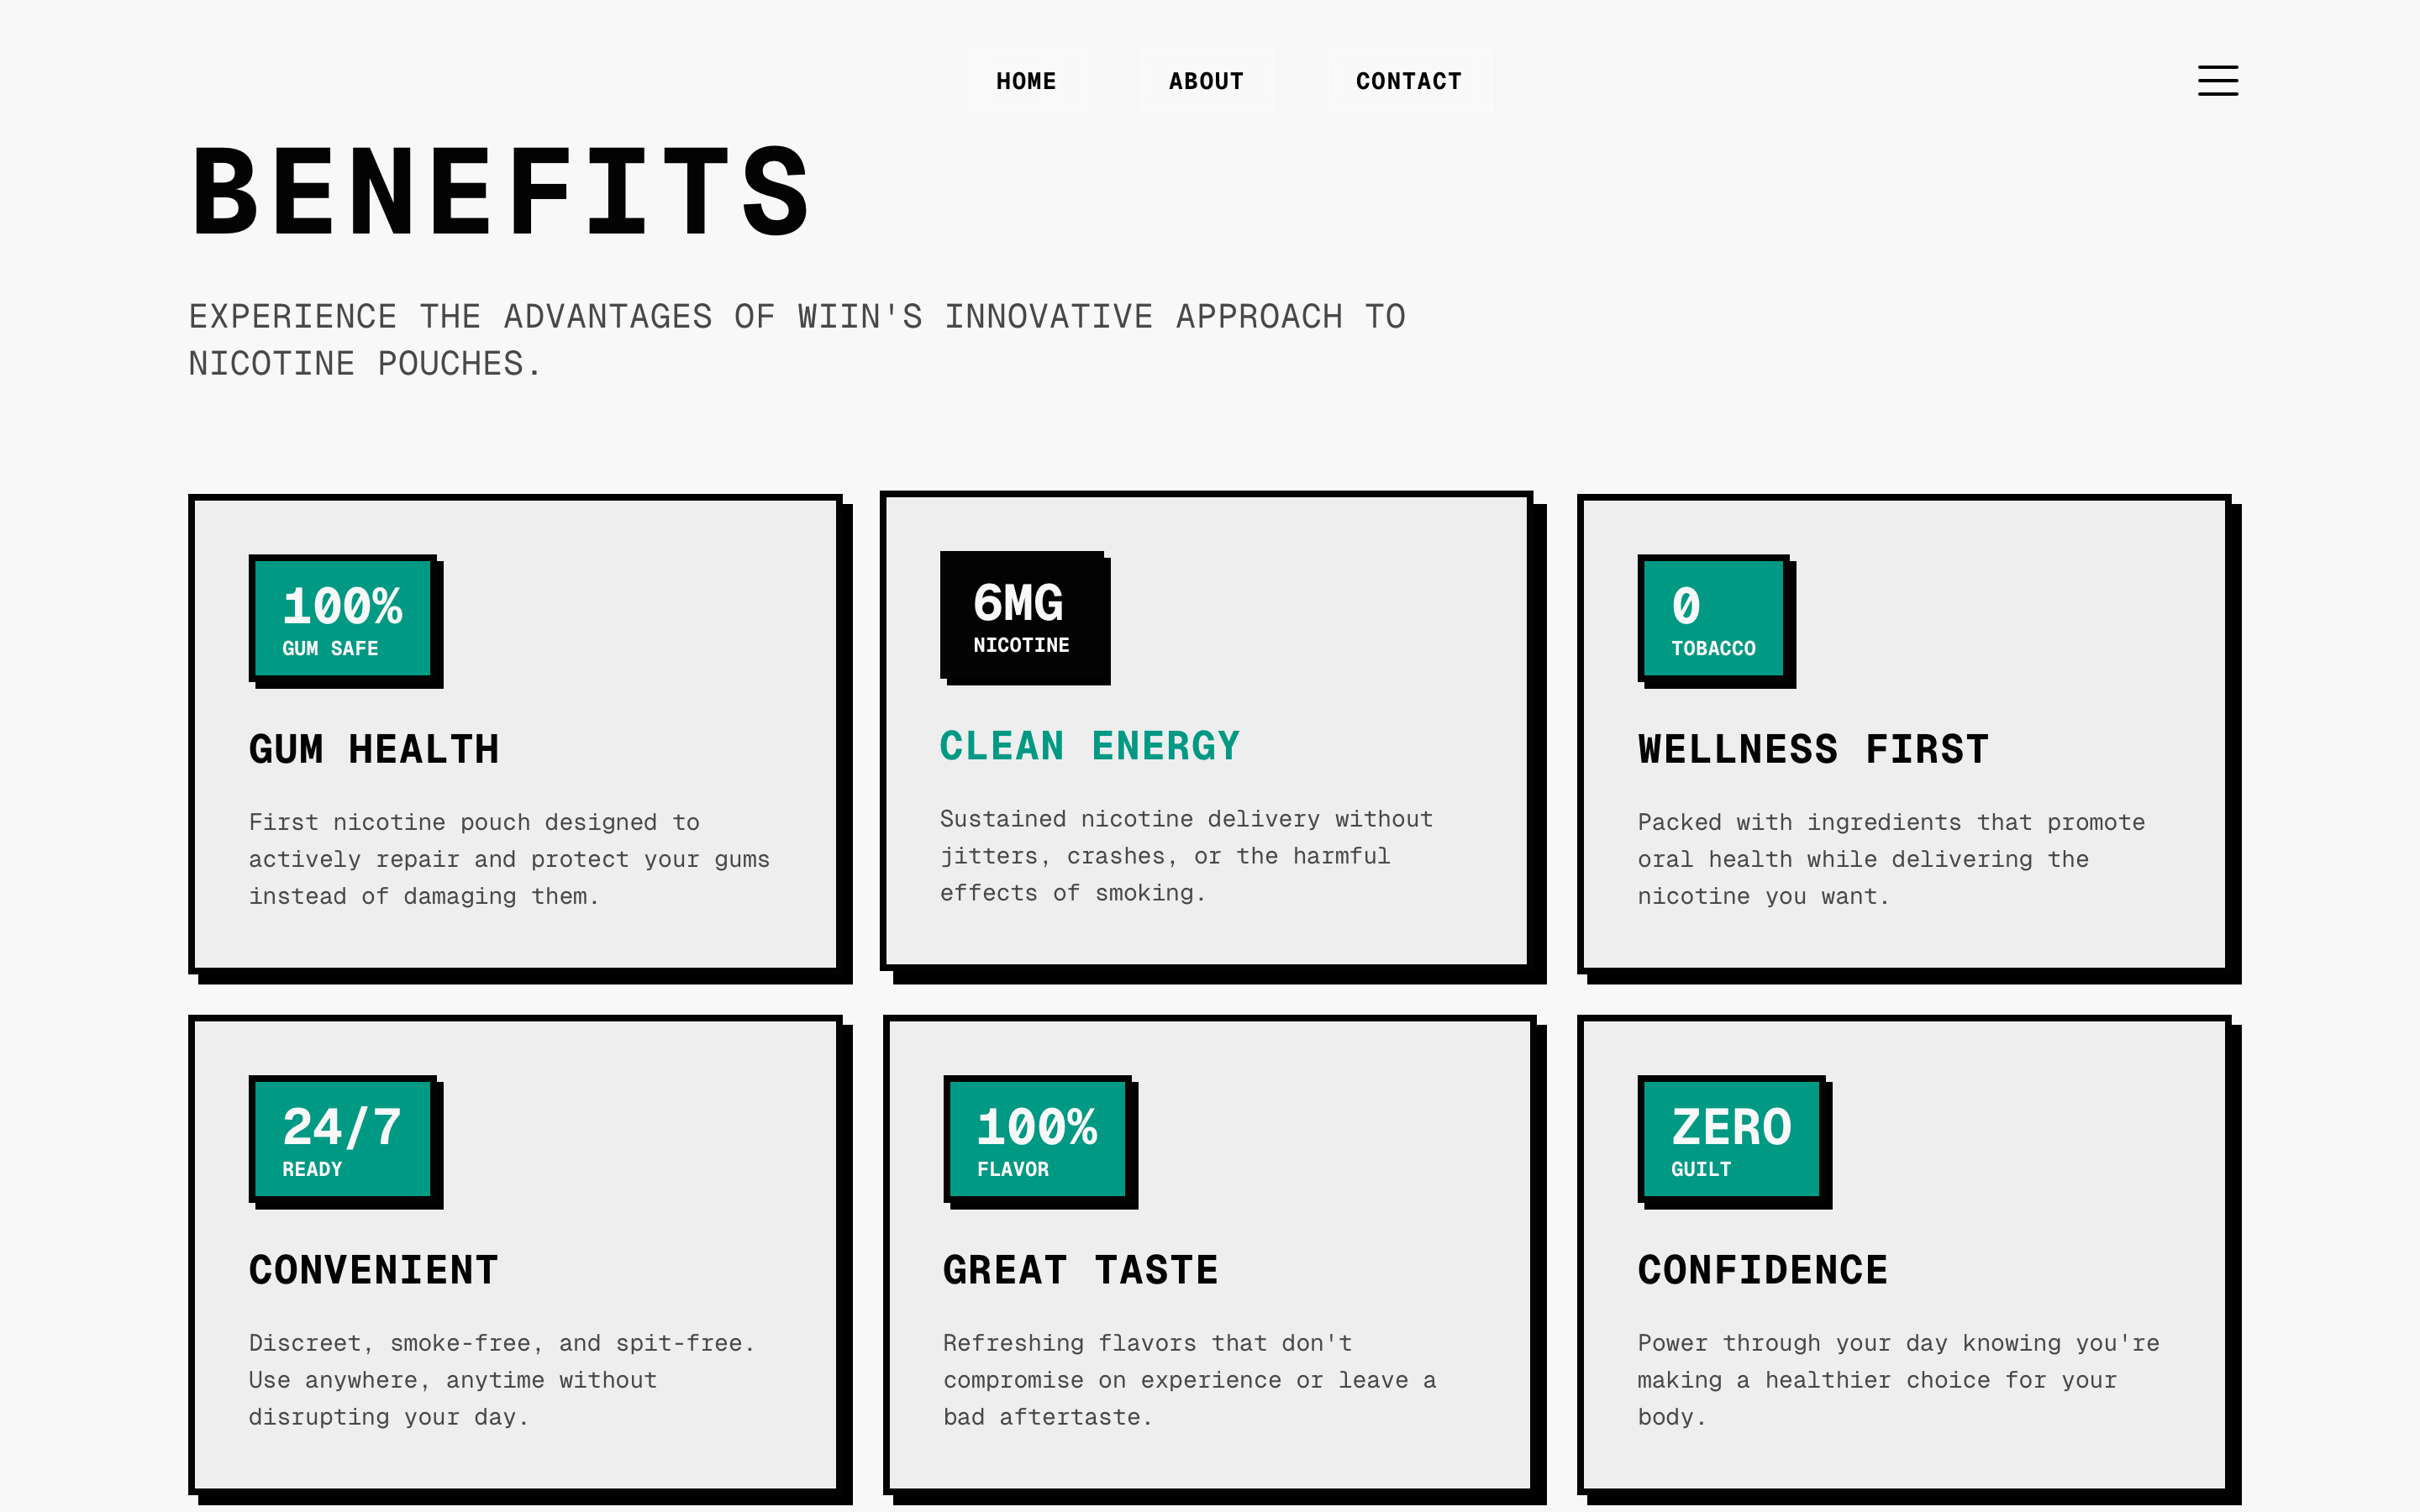 HOME
ABOUT
CONTACT
BENEFITS
EXPERIENCE THE ADVANTAGES OF WIIN'S INNOVATIVE APPROACH TO
NICOTINE POUCHES.
100%
GUM SAFE
GUM HEALTH
First nicotine pouch designed to
actively repair and protect your gums
instead of damaging them.
6MG
NICOTINE
CLEAN ENERGY
Sustained nicotine delivery without
jitters, crashes, or the harmful
effects of smoking.
0
TOBACCO
WELLNESS FIRST
Packed with ingredients that promote
oral health while delivering the
nicotine you want.
24/7
READY
CONVENIENT
Discreet, smoke-free, and spit-free.
Use anywhere, anytime without
disrupting your day.
100%
FLAVOR
GREAT TASTE
Refreshing flavors that don't
compromise on experience or leave a
bad aftertaste.
ZERO
GUILT
CONFIDENCE
Power through your day knowing you're
making a healthier choice for your
body.